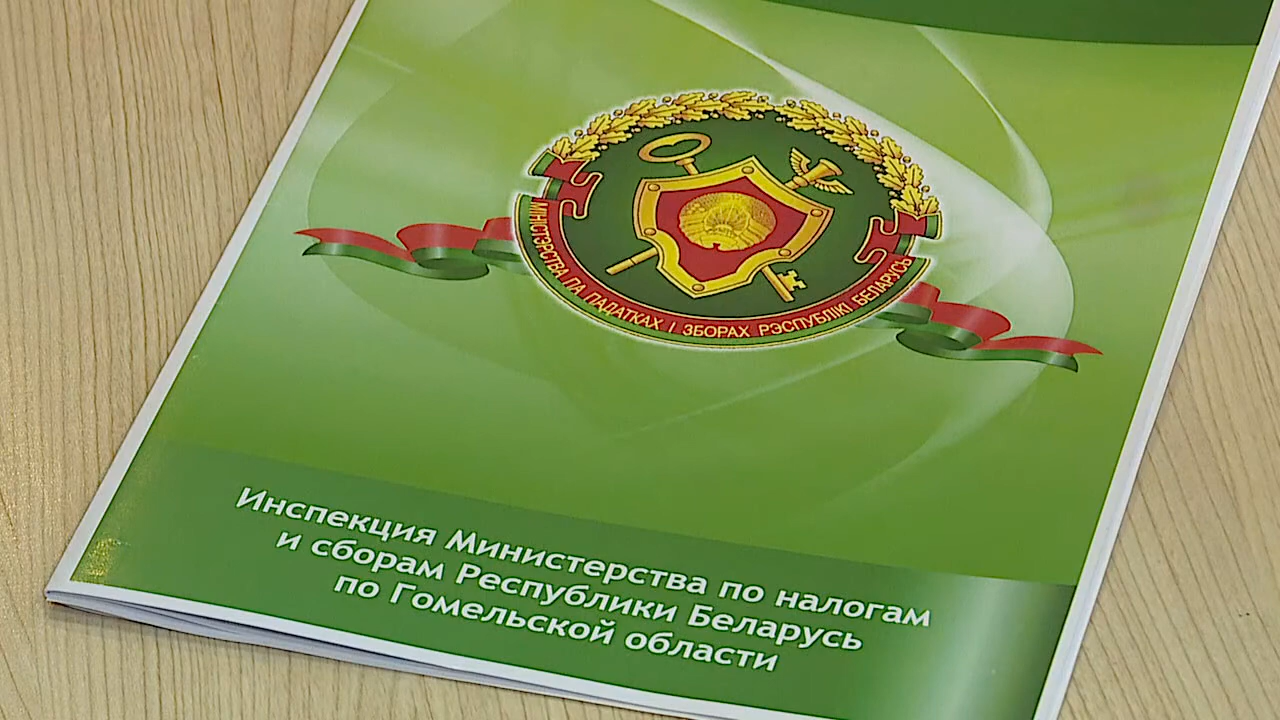 МІНІСТЭРСТВА ПА ПАДАТКАХ І ЗБОРАХ РЭСПУБЛІКІ БЕЛАРУСЬ
Инспекция Министерства по налогам
и сборам Республики Беларусь
по Гомельской области